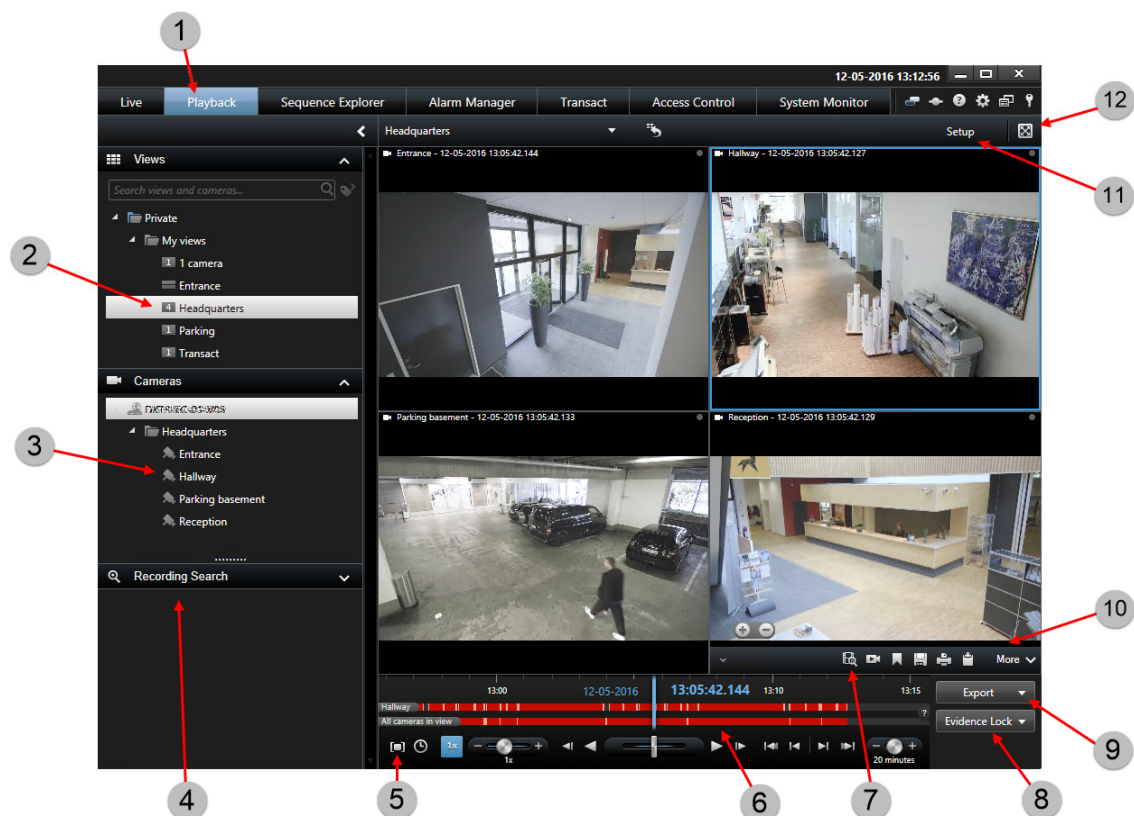 1
12-05-2016 13:12:56
Live Playback Sequence Explorer Alarm Manager Transact Access Control System Monitor
12
Headquarters
Setup
11
Views
Search views and cameras...
Private
2
My views
1 1 camera
Entrance
4 Headquarters
1 Parking
1 Transact
Cameras
3
Headquarters
Entrance
Hallway
Parking basement
Reception
Recording Search
4
Entrance - 12-05-2016 13:05:42.144
Hallway - 12-05-2016 13:05:42.127
Parking basement - 12-05-2016 13:05:42.133
Reception - 12-05-2016 13:05:42.129
10
More
13:00 12-05-2016 13:05:42.144 13:10 13:15
Hallway
All cameras in view
?
1x
1x
20 minutes
Export
Evidence Lock
5
6
7
8
9